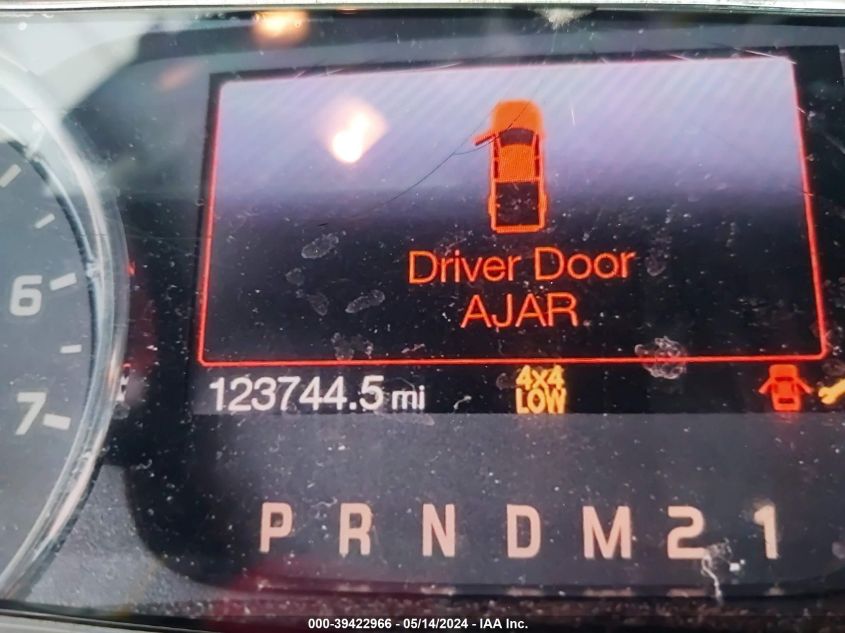 Driver Door
AJAR
6
7
123744.5 mi
4x4
LOW
P R N D M 2 1
000-39422966 - 05/14/2024 - IAA Inc.